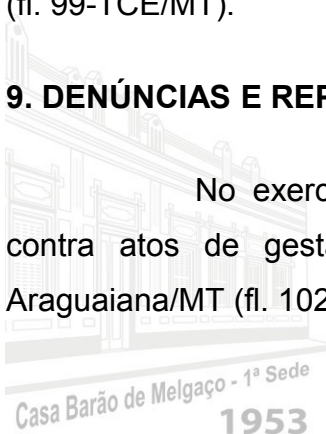 (fl. 99-TCE/MT).
9. DENÚNCIAS E REP
No exerc
contra atos de gest
Araguaiana/MT (fl. 102
Casa Barão de Melgaço - 1ª Sede
1953